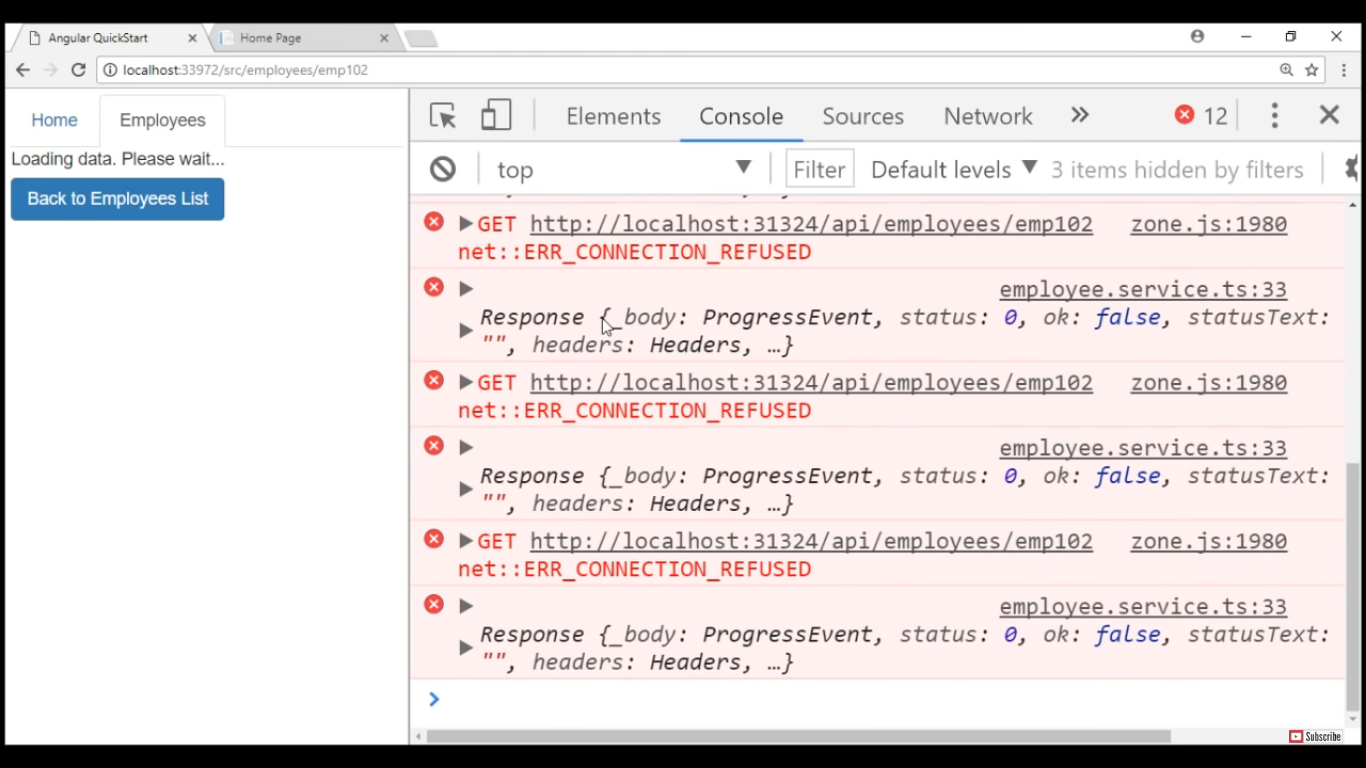 Angular QuickStart
Home Page
localhost:33972/src/employees/emp102
Home
Employees
Loading data. Please wait...
Back to Employees List
Elements
Console
Sources
Network
12
top
Filter
Default levels
3 items hidden by filters
GET http://localhost:31324/api/employees/emp102 zone.js:1980
net::ERR_CONNECTION_REFUSED
employee.service.ts:33
Response {_body: ProgressEvent, status: 0, ok: false, statusText:
"", headers: Headers, …}
GET http://localhost:31324/api/employees/emp102 zone.js:1980
net::ERR_CONNECTION_REFUSED
employee.service.ts:33
Response {_body: ProgressEvent, status: 0, ok: false, statusText:
"", headers: Headers, …}
GET http://localhost:31324/api/employees/emp102 zone.js:1980
net::ERR_CONNECTION_REFUSED
employee.service.ts:33
Response {_body: ProgressEvent, status: 0, ok: false, statusText:
"", headers: Headers, …}
Subscribe